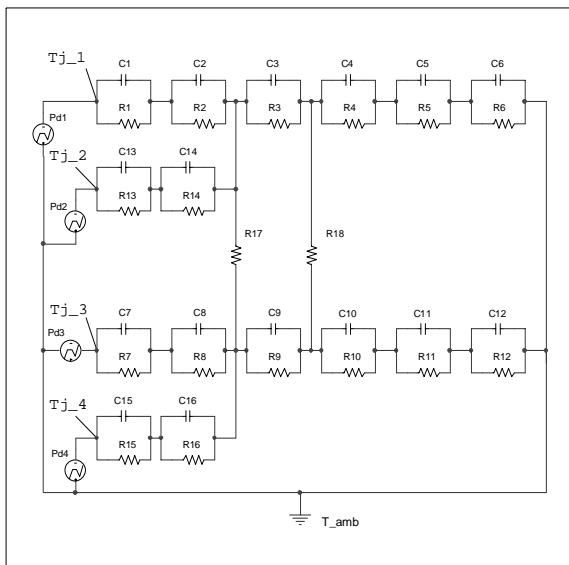 C1 C2 C3 C4 C5 C6
Tj_1
R1 R2 R3 R4 R5 R6
Pd1
Tj_2
C13 C14
R13 R14
Pd2
R17 R18
Tj_3
C7 C8 C9 C10 C11 C12
Pd3
R7 R8 R9 R10 R11 R12
Tj_4
C15 C16
R15 R16
Pd4
T_amb